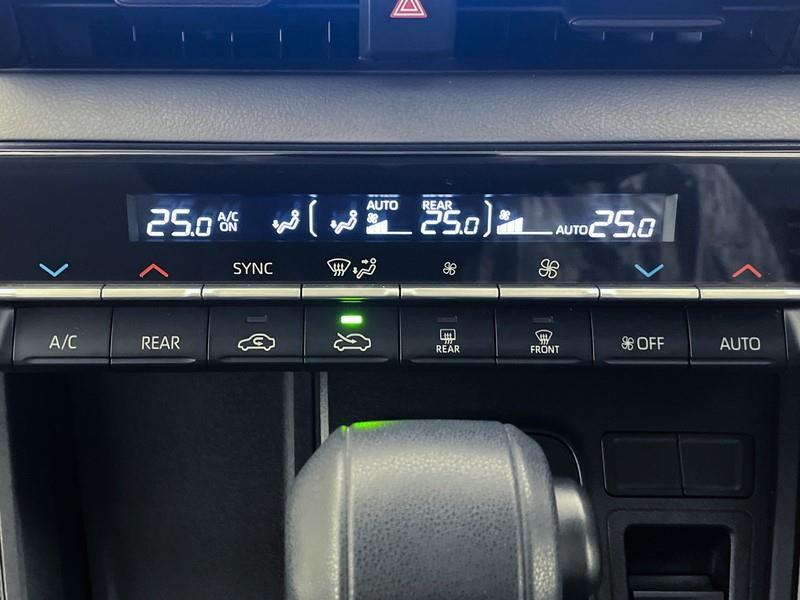 25.0 A/C ON AUTO REAR 25.0 AUTO 25.0
SYNC
A/C REAR REAR FRONT OFF AUTO